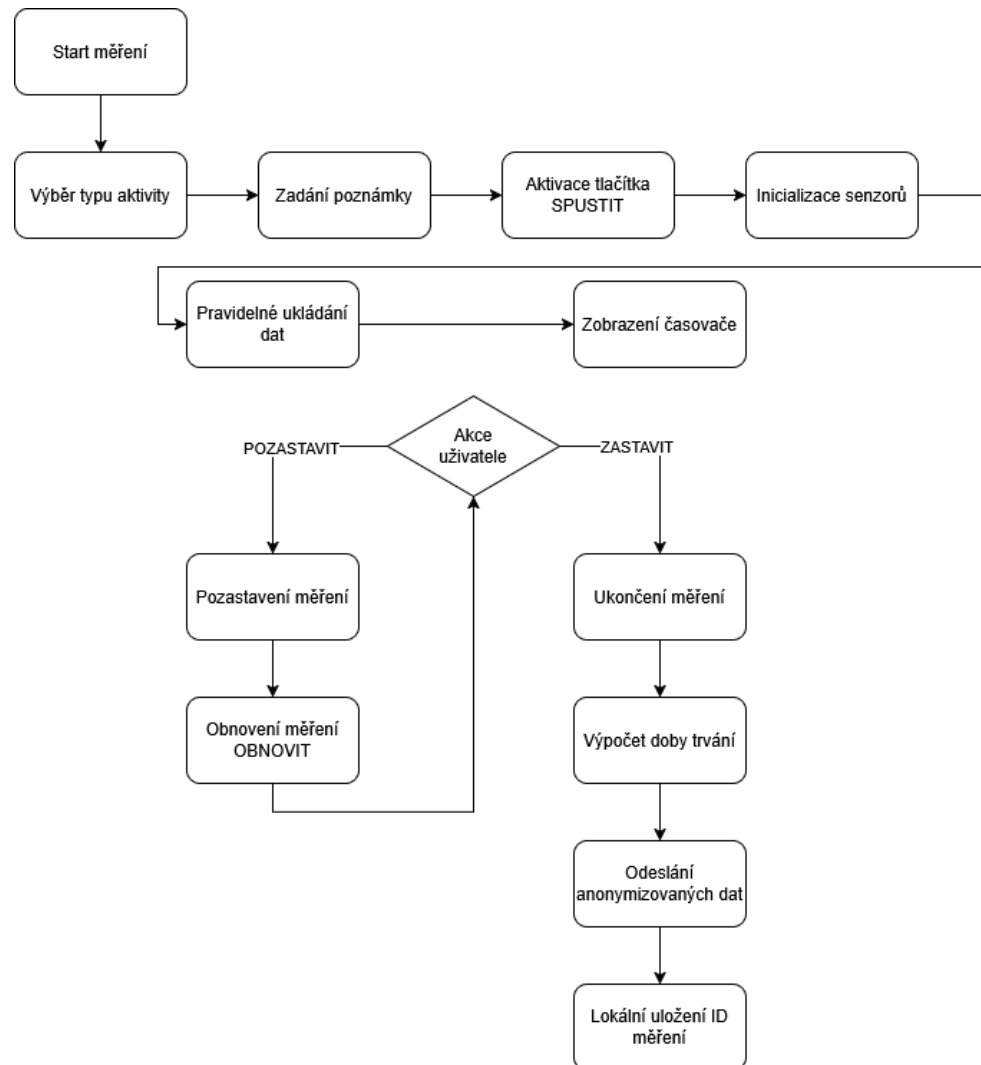 Start měření
Výběr typu aktivity
Zadání poznámky
Aktivace tlačítka
SPUSTIT
Inicializace senzorů
Pravidelné ukládání
dat
Zobrazení časovače
Akce
uživatele
POZASTAVIT
ZASTAVIT
Pozastavení měření
Ukončení měření
Obnovení měření
OBNOVIT
Výpočet doby trvání
Odeslání
anonymizovaných dat
Lokální uložení ID
měření